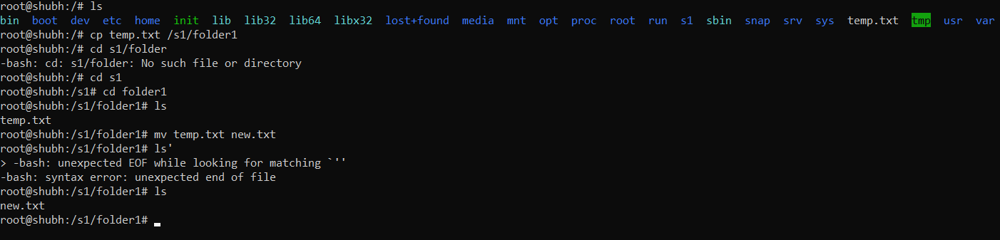 root@shubh:/# ls
bin boot dev etc home init lib lib32 lib64 libx32 lost+found media mnt opt proc root run s1 sbin snap srv sys temp.txt tmp usr var
root@shubh:/# cp temp.txt /s1/folder1
root@shubh:/# cd s1/folder
-bash: cd: s1/folder: No such file or directory
root@shubh:/# cd s1
root@shubh:/s1# cd folder1
root@shubh:/s1/folder1# ls
temp.txt
root@shubh:/s1/folder1# mv temp.txt new.txt
root@shubh:/s1/folder1# ls'
> -bash: unexpected EOF while looking for matching `''
-bash: syntax error: unexpected end of file
root@shubh:/s1/folder1# ls
new.txt
root@shubh:/s1/folder1#